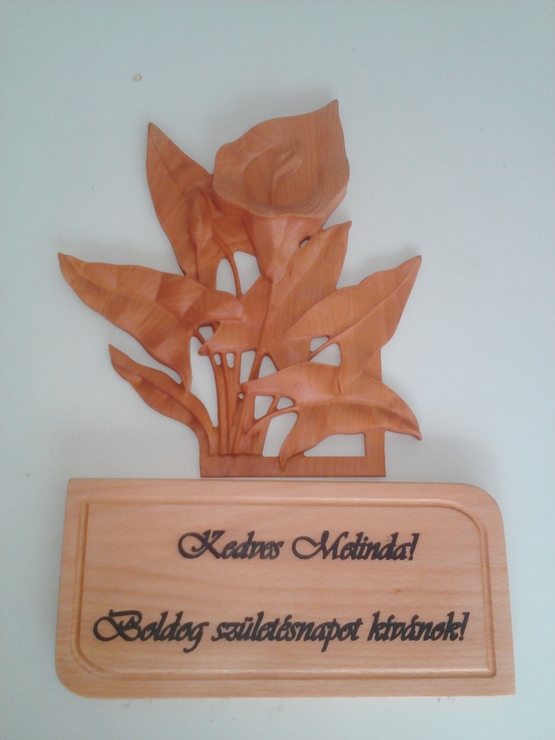 Kedves Melinda!
Boldog születésnapot kívánok!